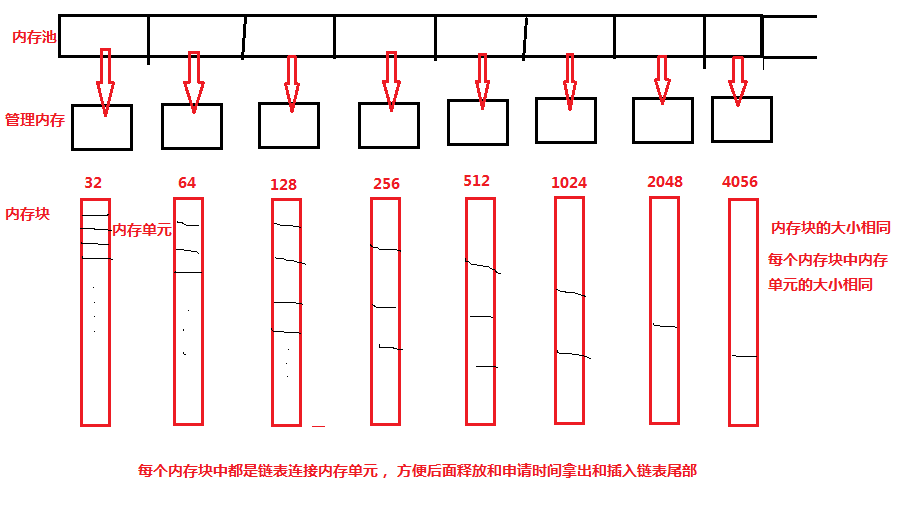 内存池
管理内存
32
64
128
256
512
1024
2048
4056
内存块
内存单元
内存块的大小相同
每个内存块中内存
单元的大小相同
每个内存块中都是链表连接内存单元 ，方便后面释放和申请时间拿出和插入链表尾部